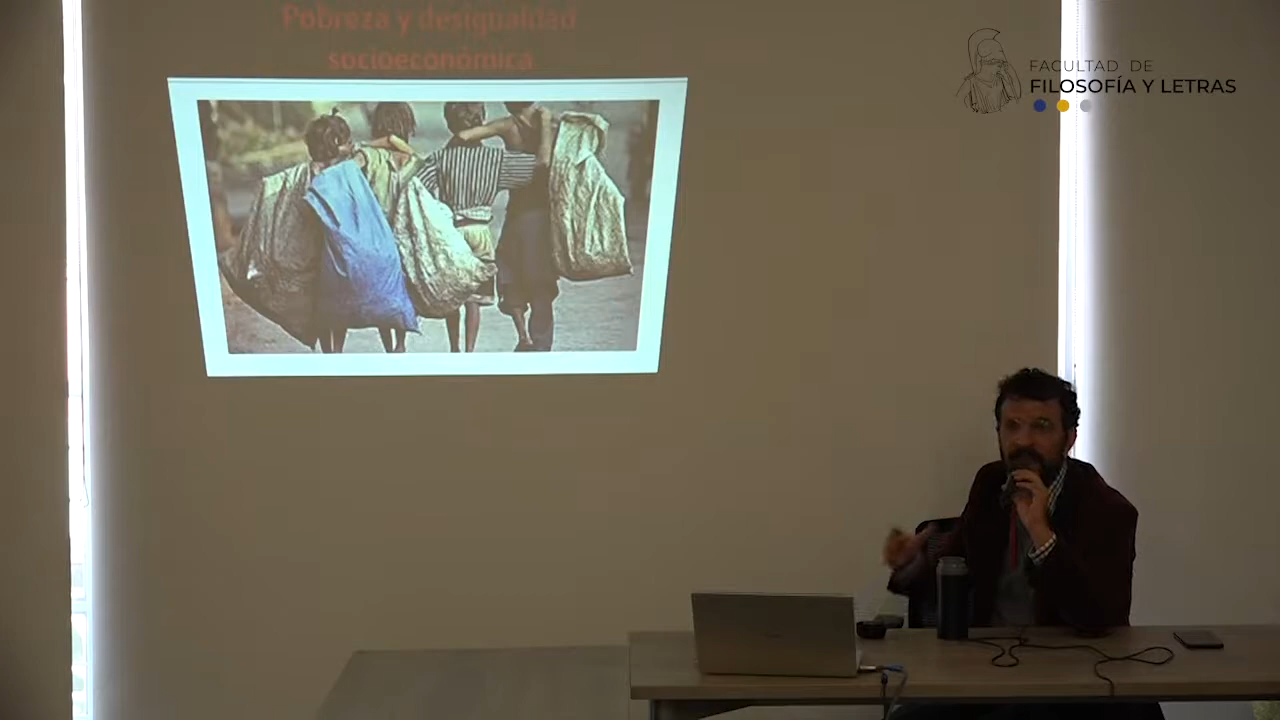 Pobreza y desigualdad
socioeconómica
FACULTAD DE
FILOSOFÍA Y LETRAS